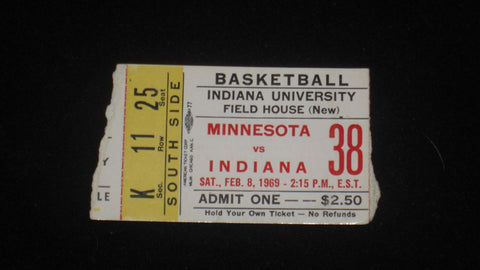 BASKETBALL
INDIANA UNIVERSITY
FIELD HOUSE (New)
MINNESOTA
vs
INDIANA
38
SAT., FEB. 8, 1969 - 2:15 P.M., E.S.T.
ADMIT ONE — — $2.50
Hold Your Own Ticket - No Refunds
SOUTH SIDE
K 11 25
Sec. Row Seat
LE